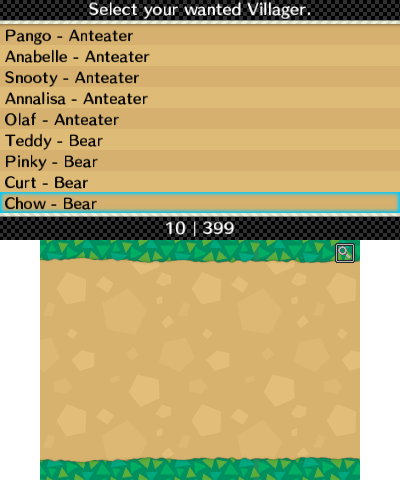 Select your wanted Villager.
Pango - Anteater
Anabelle - Anteater
Snooty - Anteater
Annalisa - Anteater
Olaf - Anteater
Teddy - Bear
Pinky - Bear
Curt - Bear
Chow - Bear
10 | 399